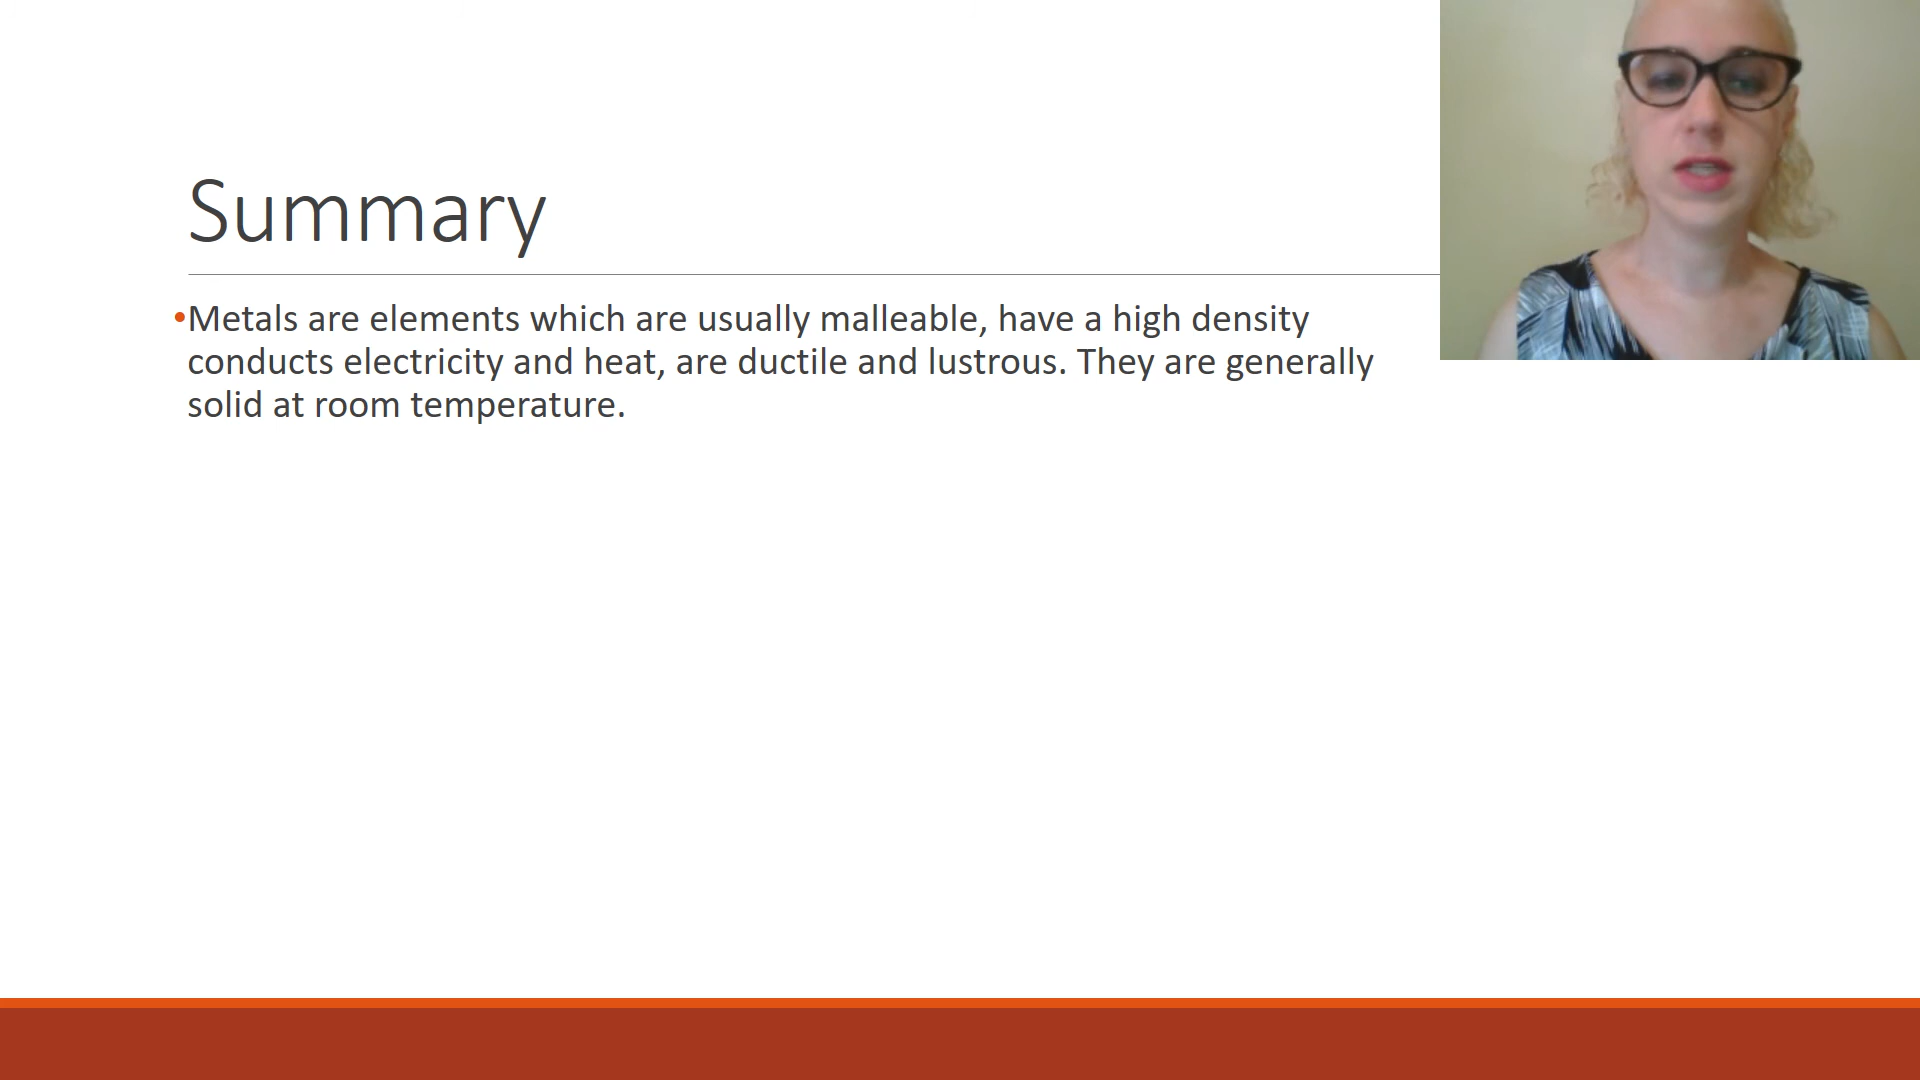 Summary
•Metals are elements which are usually malleable, have a high density
conducts electricity and heat, are ductile and lustrous. They are generally
solid at room temperature.